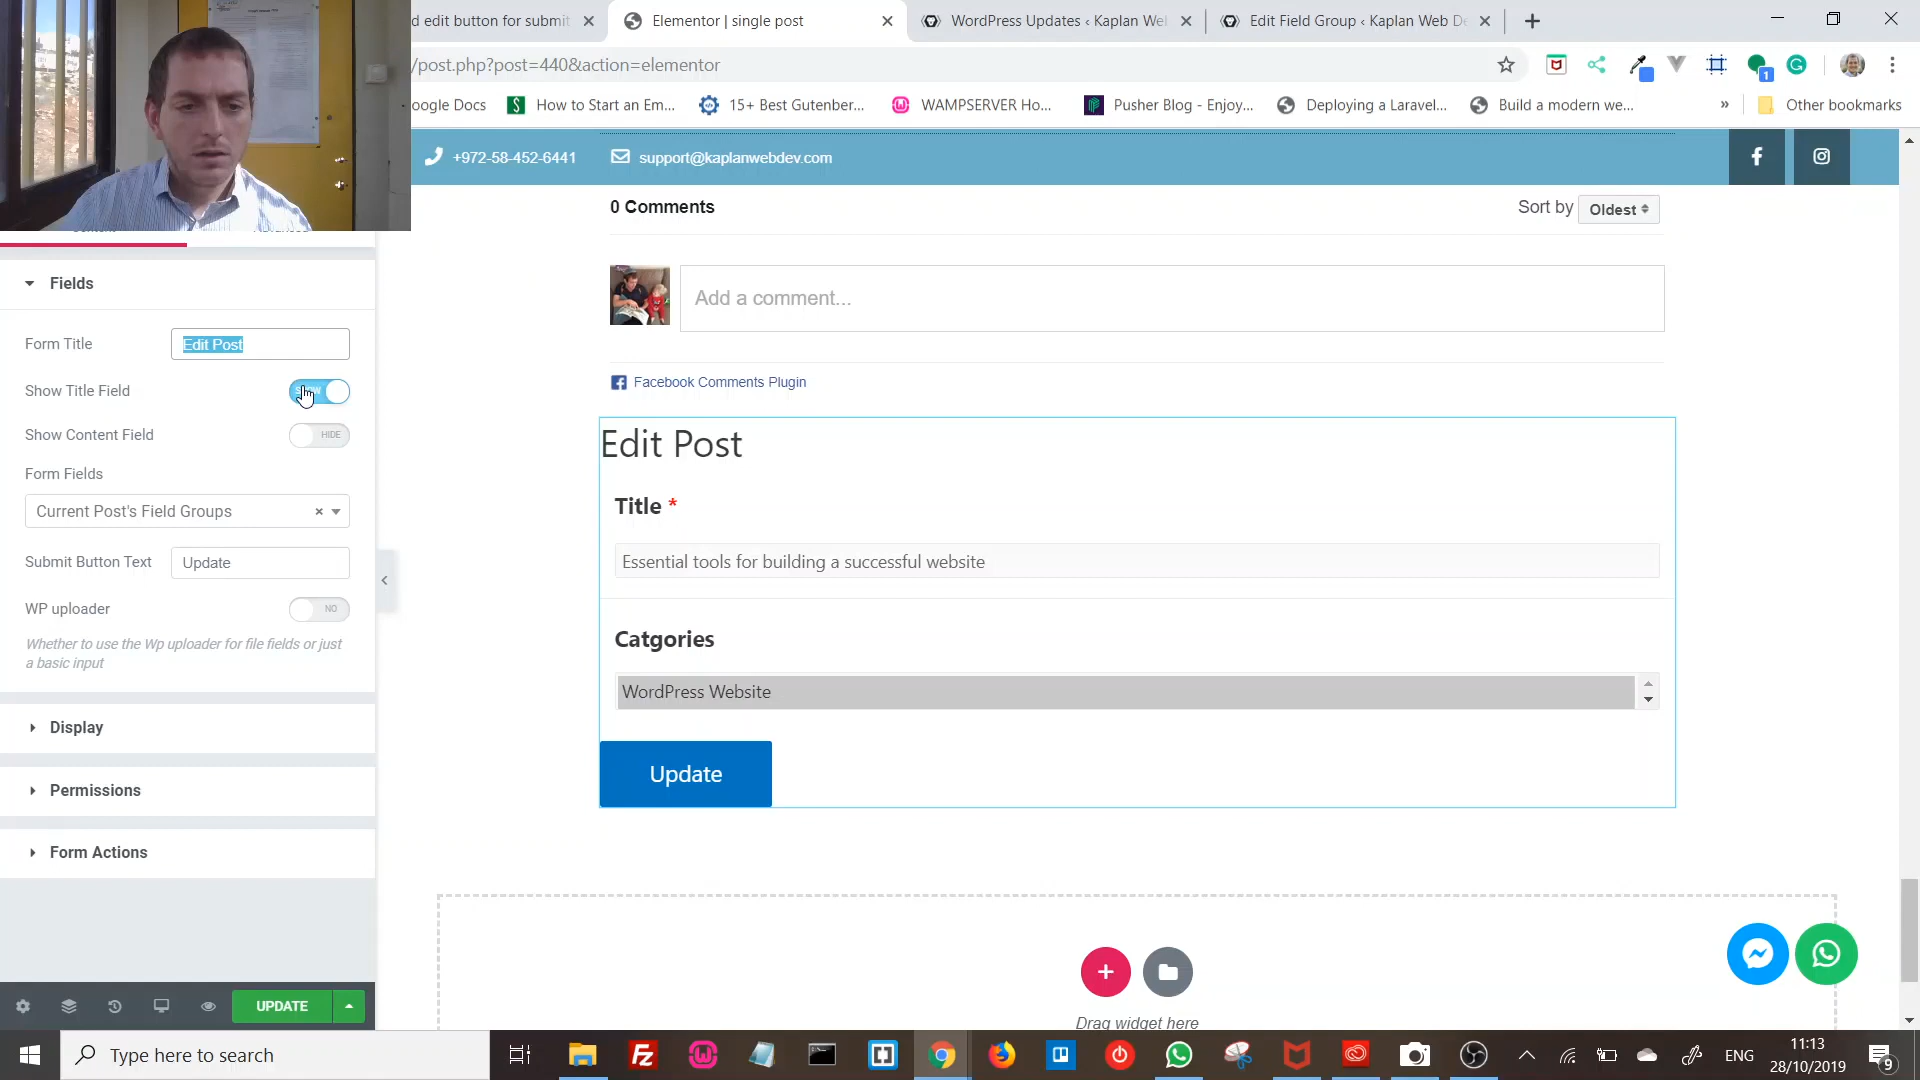 d edit button for submit
Elementor | single post
WordPress Updates ‹ Kaplan Wel
Edit Field Group ‹ Kaplan Web De
/post.php?post=440&action=elementor
oogle Docs
How to Start an Em...
15+ Best Gutenber...
WAMPSERVER Ho...
Pusher Blog - Enjoy...
Deploying a Laravel...
Build a modern we...
»
Other bookmarks
+972-58-452-6441
support@kaplanwebdev.com
0 Comments
Sort by Oldest
Add a comment...
Facebook Comments Plugin
Fields
Form Title
Edit Post
Show Title Field
Show Content Field
HIDE
Form Fields
Current Post's Field Groups
Submit Button Text
Update
WP uploader
NO
Whether to use the Wp uploader for file fields or just
a basic input
Display
Permissions
Form Actions
UPDATE
Edit Post
Title *
Essential tools for building a successful website
Catgories
WordPress Website
Update
Drag widget here
Type here to search
ENG
11:13
28/10/2019
9